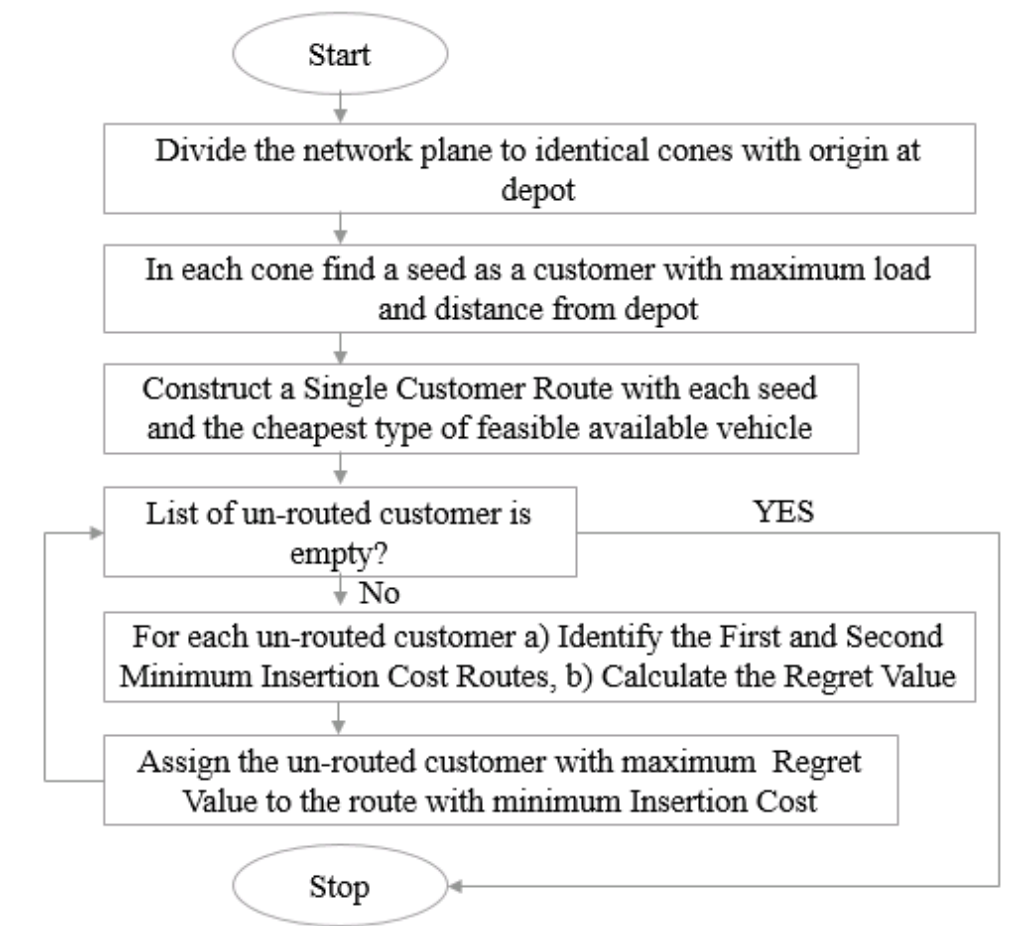 Start
Divide the network plane to identical cones with origin at
depot
In each cone find a seed as a customer with maximum load
and distance from depot
Construct a Single Customer Route with each seed
and the cheapest type of feasible available vehicle
List of un-routed customer is
empty?
YES
No
For each un-routed customer a) Identify the First and Second
Minimum Insertion Cost Routes, b) Calculate the Regret Value
Assign the un-routed customer with maximum Regret
Value to the route with minimum Insertion Cost
Stop